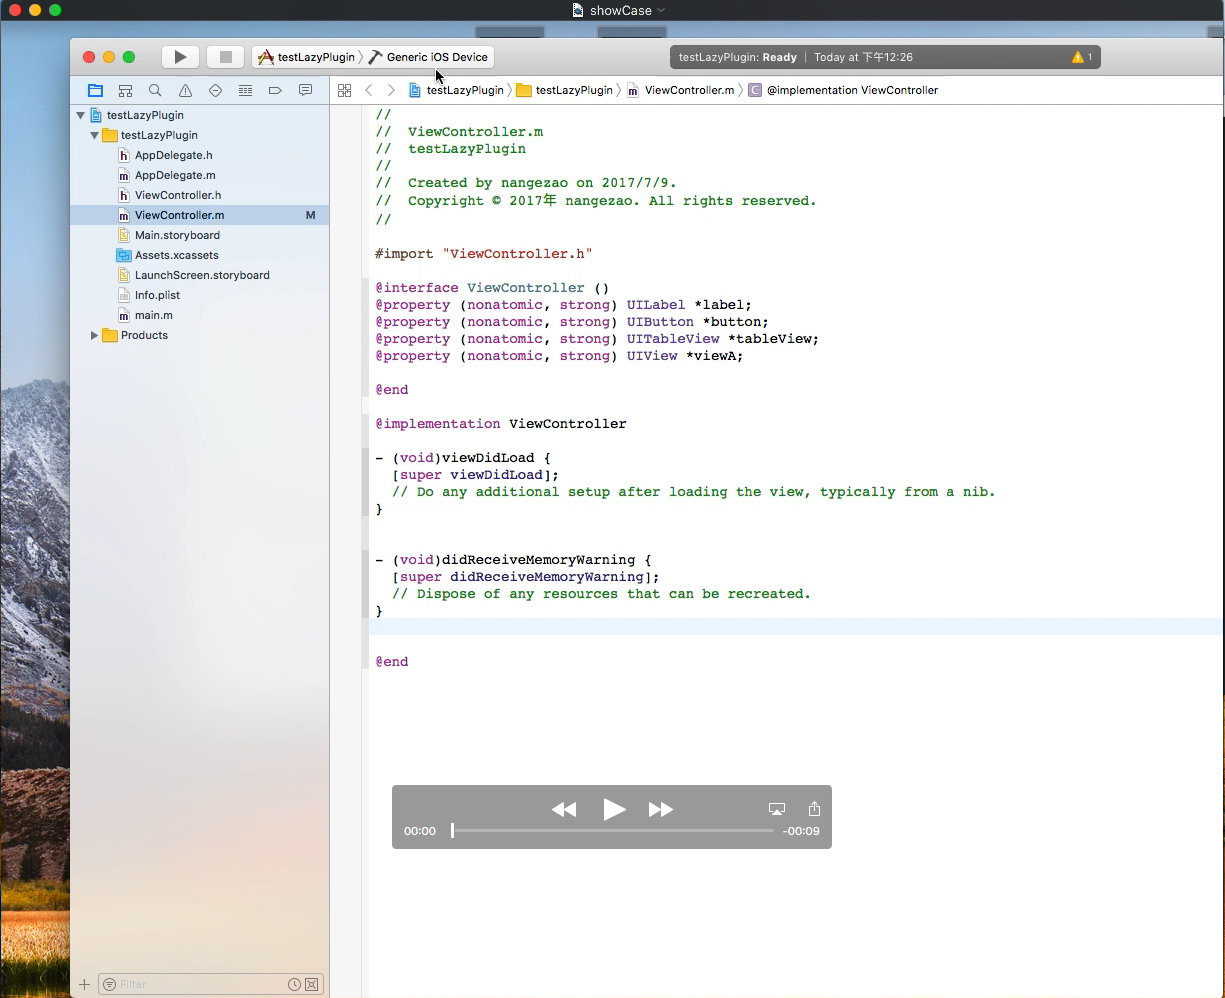 showCase
testLazyPlugin
Generic iOS Device
testLazyPlugin: Ready | Today at 下午12:26
1
testLazyPlugin
testLazyPlugin
ViewController.m
@implementation ViewController
testLazyPlugin
testLazyPlugin
AppDelegate.h
AppDelegate.m
ViewController.h
ViewController.m M
Main.storyboard
Assets.xcassets
LaunchScreen.storyboard
Info.plist
main.m
Products
Filter
//
// ViewController.m
// testLazyPlugin
//
// Created by nangezao on 2017/7/9.
// Copyright © 2017年 nangezao. All rights reserved.
//
#import "ViewController.h"
@interface ViewController ()
@property (nonatomic, strong) UILabel *label;
@property (nonatomic, strong) UIButton *button;
@property (nonatomic, strong) UITableView *tableView;
@property (nonatomic, strong) UIView *viewA;
@end
@implementation ViewController
- (void)viewDidLoad {
[super viewDidLoad];
// Do any additional setup after loading the view, typically from a nib.
}
- (void)didReceiveMemoryWarning {
[super didReceiveMemoryWarning];
// Dispose of any resources that can be recreated.
}
@end
00:00
-00:09